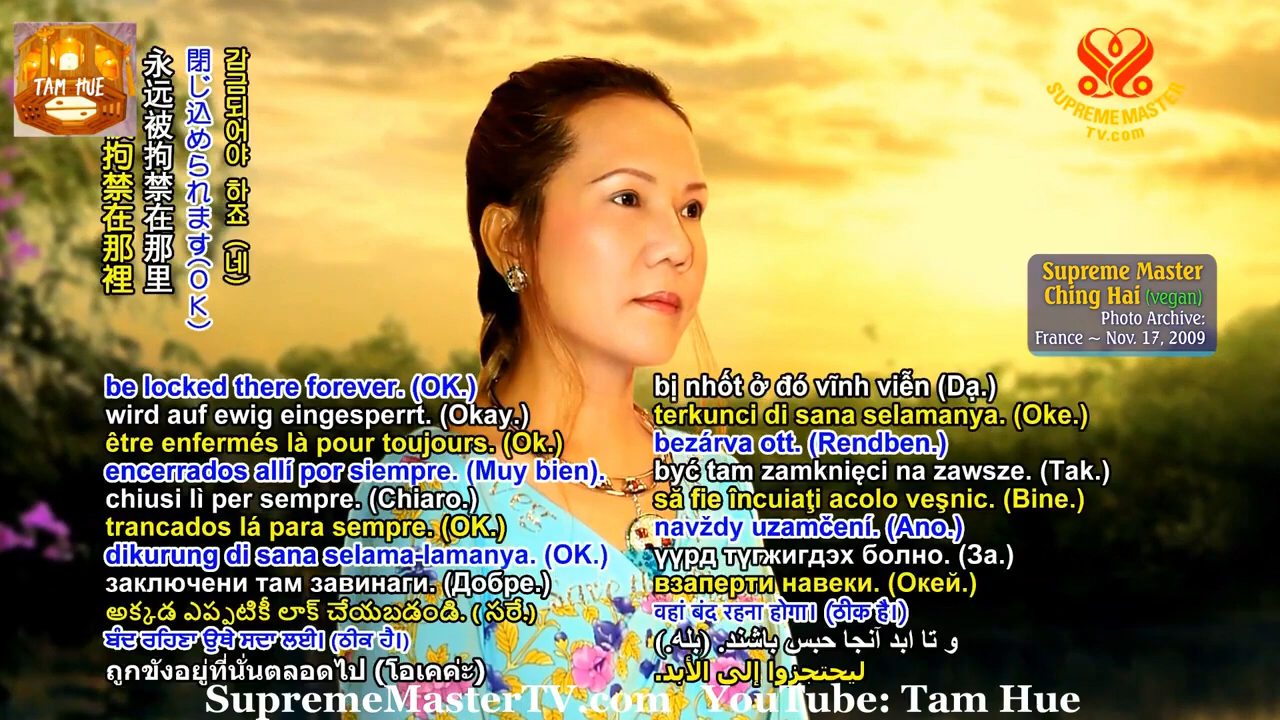 TAM HUE
拘禁在那裡
永远被拘禁在那里
閉じ込められます(OK)
감금되어야 하죠 (네)
SUPREME MASTER
TV.com
Supreme Master
Ching Hai (vegan)
Photo Archive:
France ~ Nov. 17, 2009
be locked there forever. (OK.)
wird auf ewig eingesperrt. (Okay.)
être enfermés là pour toujours. (Ok.)
encerrados allí por siempre. (Muy bien).
chiusi lì per sempre. (Chiaro.)
trancados lá para sempre. (OK.)
dikurung di sana selama-lamanya. (OK.)
заключени там завинаги. (Добре.)
అక్కడ ఎప్పటికీ లాక్ చేయబడండి. ( సరే.)
ਬੰਦ ਰਹਿਣਾ ਉਥੇ ਸਦਾ ਲਈ। (ਠੀਕ ਹੈ।)
ถูกขังอยู่ที่นั่นตลอดไป (โอเคค่ะ)
bị nhốt ở đó vĩnh viễn (Dạ.)
terkunci di sana selamanya. (Oke.)
bezárva ott. (Rendben.)
być tam zamknięci na zawsze. (Tak.)
să fie încuiaţi acolo veşnic. (Bine.)
navždy uzamčení. (Ano.)
үүрд түгжигдэх болно. (За.)
взаперти навеки. (Окей.)
वहां बंद रहना होगा। (ठीक है।)
و تا ابد آنجا حبس باشند. (بله.)
ليحتجزوا إلى الأبد.
SupremeMasterTV.com YouTube: Tam Hue